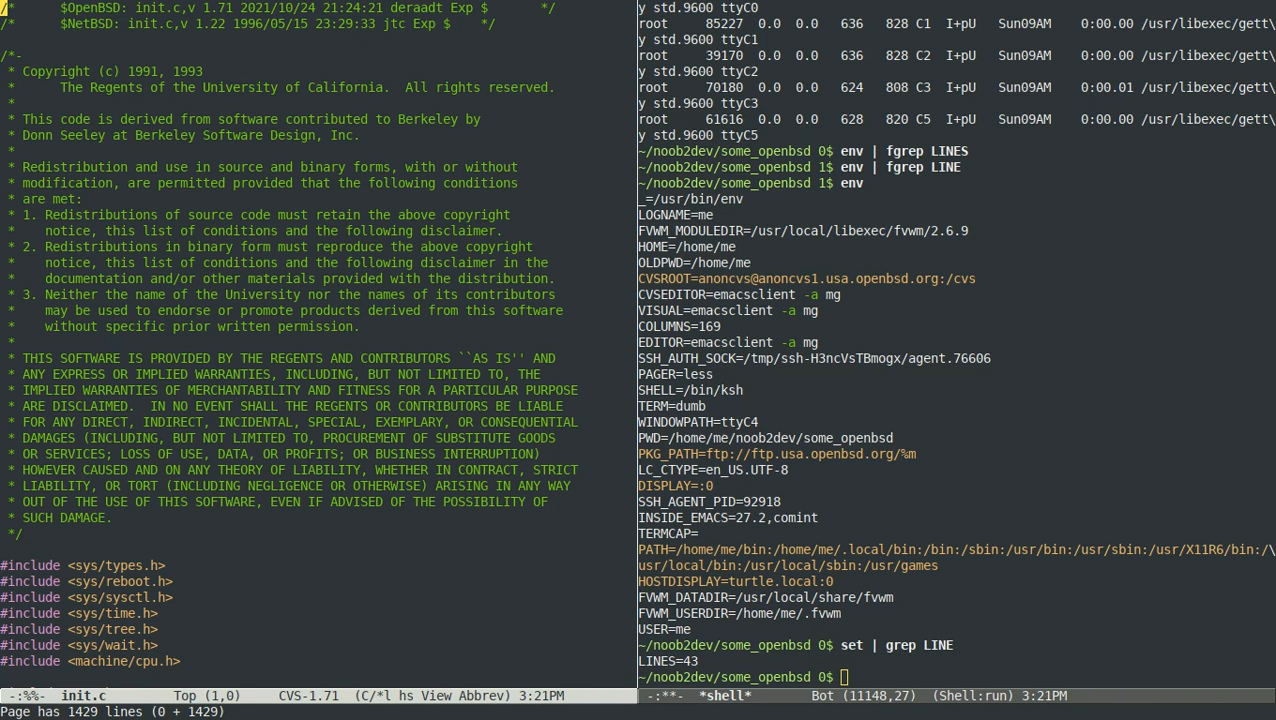 /*      $OpenBSD: init.c,v 1.71 2021/10/24 21:24:21 deraadt Exp $       */
/*      $NetBSD: init.c,v 1.22 1996/05/15 23:29:33 jtc Exp $    */

/*-
 * Copyright (c) 1991, 1993
 *      The Regents of the University of California.  All rights reserved.
 *
 * This code is derived from software contributed to Berkeley by
 * Donn Seeley at Berkeley Software Design, Inc.
 *
 * Redistribution and use in source and binary forms, with or without
 * modification, are permitted provided that the following conditions
 * are met:
 * 1. Redistributions of source code must retain the above copyright
 *    notice, this list of conditions and the following disclaimer.
 * 2. Redistributions in binary form must reproduce the above copyright
 *    notice, this list of conditions and the following disclaimer in the
 *    documentation and/or other materials provided with the distribution.
 * 3. Neither the name of the University nor the names of its contributors
 *    may be used to endorse or promote products derived from this software
 *    without specific prior written permission.
 *
 * THIS SOFTWARE IS PROVIDED BY THE REGENTS AND CONTRIBUTORS ``AS IS'' AND
 * ANY EXPRESS OR IMPLIED WARRANTIES, INCLUDING, BUT NOT LIMITED TO, THE
 * IMPLIED WARRANTIES OF MERCHANTABILITY AND FITNESS FOR A PARTICULAR PURPOSE
 * ARE DISCLAIMED.  IN NO EVENT SHALL THE REGENTS OR CONTRIBUTORS BE LIABLE
 * FOR ANY DIRECT, INDIRECT, INCIDENTAL, SPECIAL, EXEMPLARY, OR CONSEQUENTIAL
 * DAMAGES (INCLUDING, BUT NOT LIMITED TO, PROCUREMENT OF SUBSTITUTE GOODS
 * OR SERVICES; LOSS OF USE, DATA, OR PROFITS; OR BUSINESS INTERRUPTION)
 * HOWEVER CAUSED AND ON ANY THEORY OF LIABILITY, WHETHER IN CONTRACT, STRICT
 * LIABILITY, OR TORT (INCLUDING NEGLIGENCE OR OTHERWISE) ARISING IN ANY WAY
 * OUT OF THE USE OF THIS SOFTWARE, EVEN IF ADVISED OF THE POSSIBILITY OF
 * SUCH DAMAGE.
 */

#include <sys/types.h>
#include <sys/reboot.h>
#include <sys/sysctl.h>
#include <sys/time.h>
#include <sys/tree.h>
#include <sys/wait.h>
#include <machine/cpu.h>
-:%%-  init.c         Top (1,0)     CVS-1.71  (C/*l hs View Abbrev) 3:21PM
Page has 1429 lines (0 + 1429)
y std.9600 ttyC0
root     85227  0.0  0.0   636   828 C1  I+pU   Sun09AM    0:00.00 /usr/libexec/gett\
y std.9600 ttyC1
root     39170  0.0  0.0   636   828 C2  I+pU   Sun09AM    0:00.00 /usr/libexec/gett\
y std.9600 ttyC2
root     70180  0.0  0.0   624   808 C3  I+pU   Sun09AM    0:00.01 /usr/libexec/gett\
y std.9600 ttyC3
root     61616  0.0  0.0   628   820 C5  I+pU   Sun09AM    0:00.00 /usr/libexec/gett\
y std.9600 ttyC5
~/noob2dev/some_openbsd 0$ env | fgrep LINES
~/noob2dev/some_openbsd 1$ env | fgrep LINE
~/noob2dev/some_openbsd 1$ env
_=/usr/bin/env
LOGNAME=me
FVWM_MODULEDIR=/usr/local/libexec/fvwm/2.6.9
HOME=/home/me
OLDPWD=/home/me
CVSROOT=anoncvs@anoncvs1.usa.openbsd.org:/cvs
CVSEDITOR=emacsclient -a mg
VISUAL=emacsclient -a mg
COLUMNS=169
EDITOR=emacsclient -a mg
SSH_AUTH_SOCK=/tmp/ssh-H3ncVsTBmogx/agent.76606
PAGER=less
SHELL=/bin/ksh
TERM=dumb
WINDOWPATH=ttyC4
PWD=/home/me/noob2dev/some_openbsd
PKG_PATH=ftp://ftp.usa.openbsd.org/%m
LC_CTYPE=en_US.UTF-8
DISPLAY=:0
SSH_AGENT_PID=92918
INSIDE_EMACS=27.2,comint
TERMCAP=
PATH=/home/me/bin:/home/me/.local/bin:/bin:/sbin:/usr/bin:/usr/sbin:/usr/X11R6/bin:/\
usr/local/bin:/usr/local/sbin:/usr/games
HOSTDISPLAY=turtle.local:0
FVWM_DATADIR=/usr/local/share/fvwm
FVWM_USERDIR=/home/me/.fvwm
USER=me
~/noob2dev/some_openbsd 0$ set | grep LINE
LINES=43
~/noob2dev/some_openbsd 0$
-:**-  *shell*        Bot (11148,27)  (Shell:run) 3:21PM